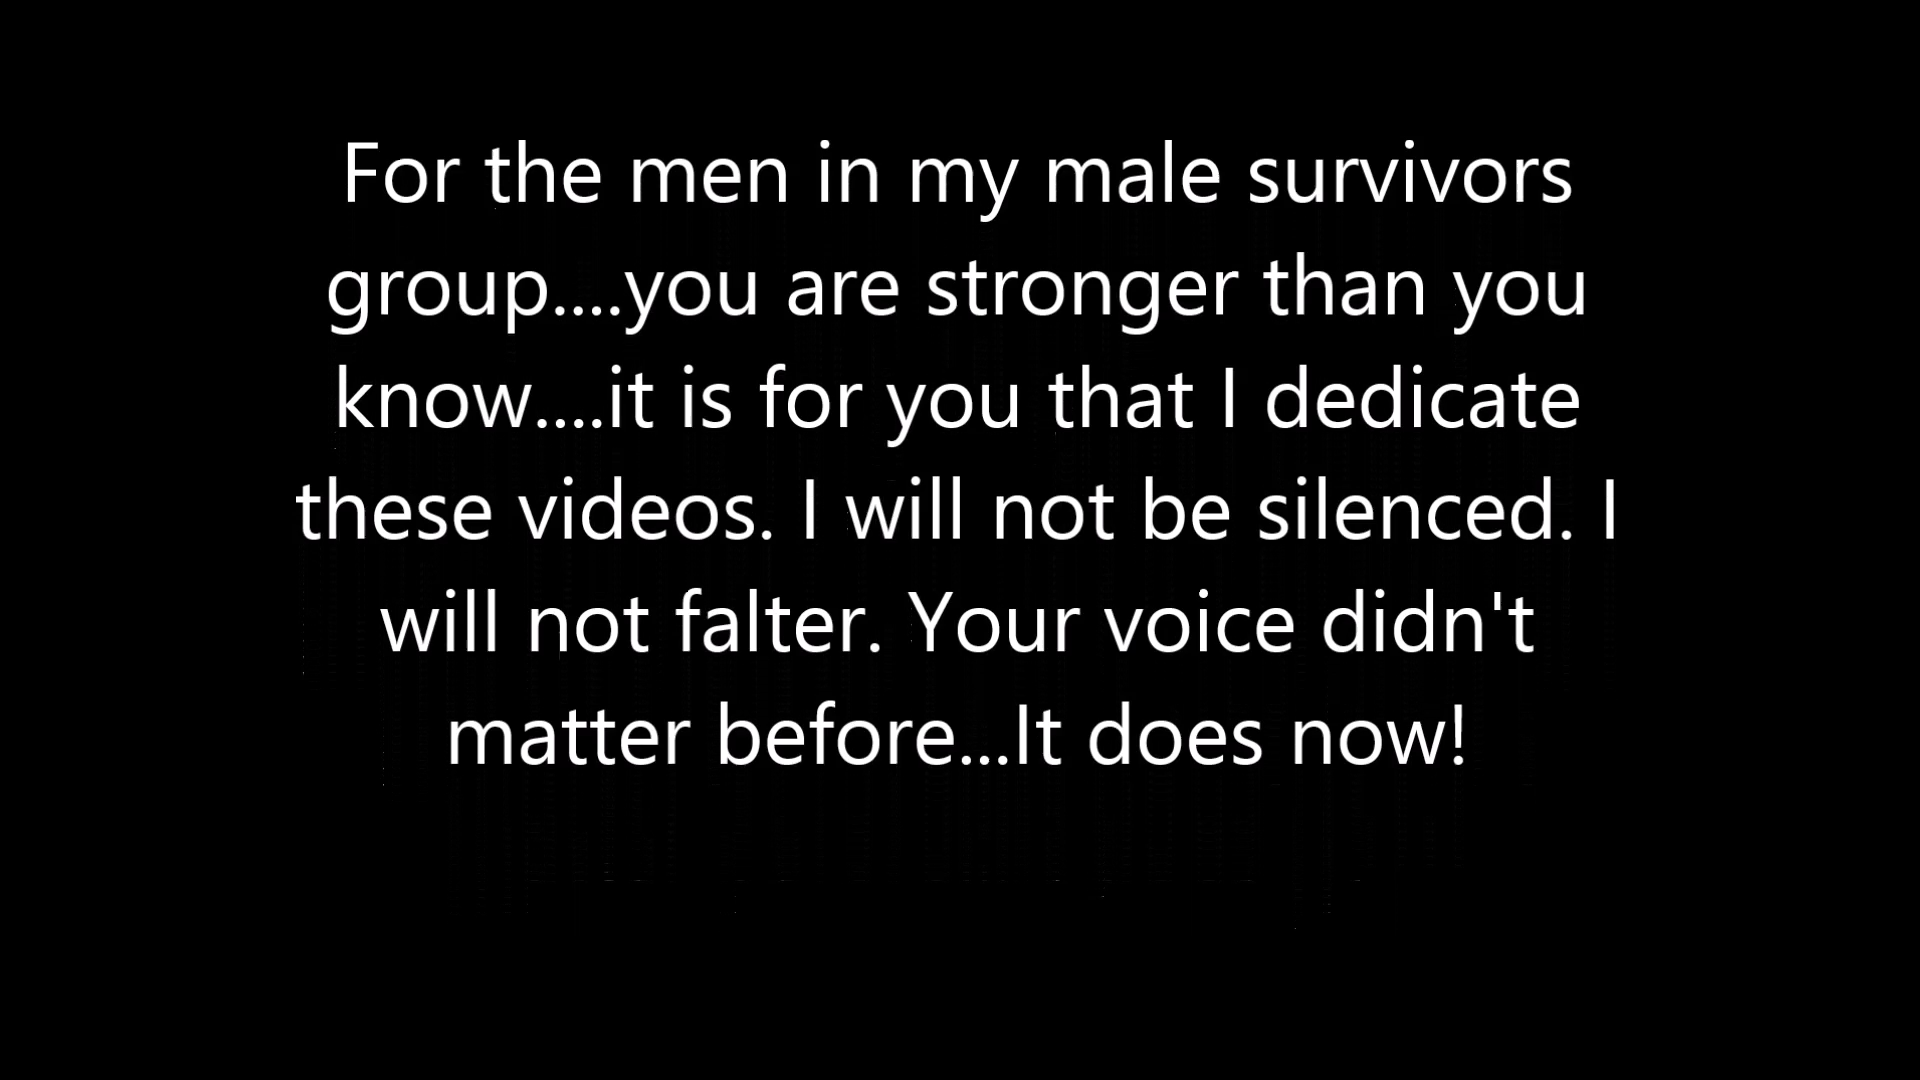 For the men in my male survivors
group....you are stronger than you
know....it is for you that I dedicate
these videos. I will not be silenced. I
will not falter. Your voice didn't
matter before...It does now!